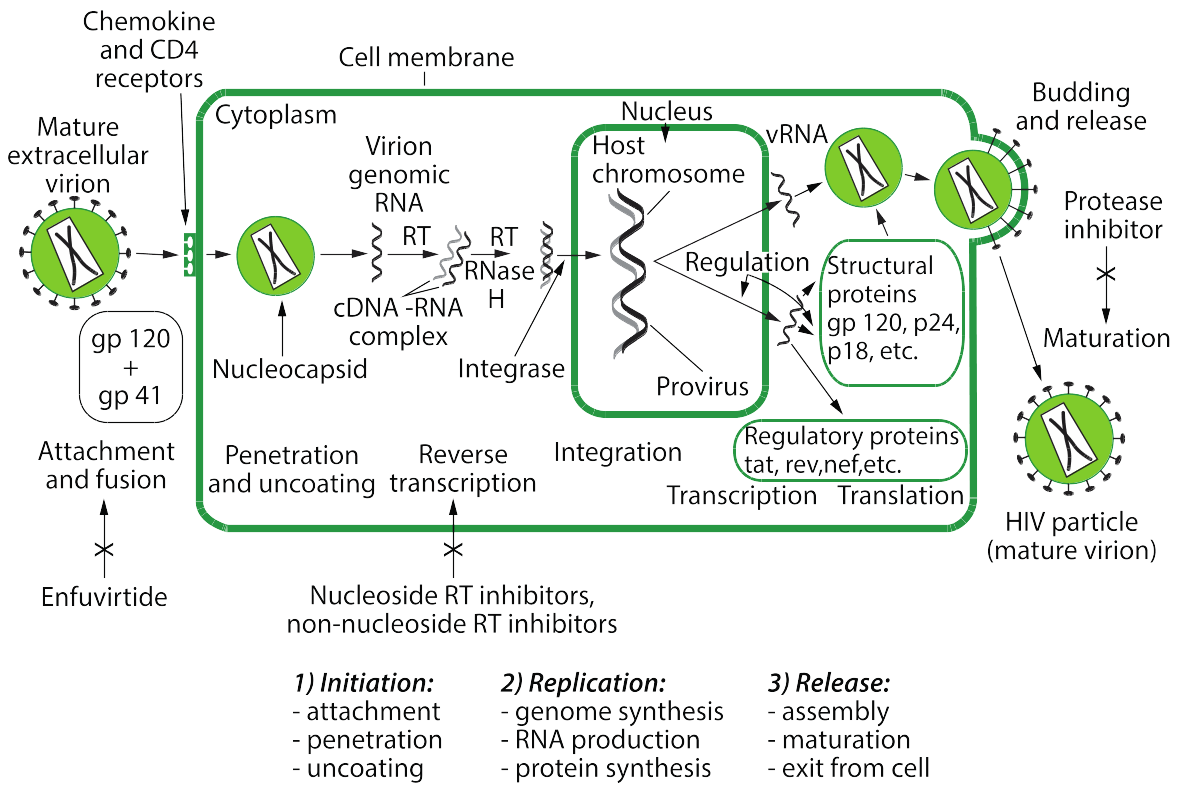 Chemokine
and CD4
receptors
Cell membrane
Cytoplasm
Mature
extracellular
virion
Virion
genomic
RNA
RT
RT
RNase
H
cDNA -RNA
complex
Nucleocapsid
Integrase
Nucleus
Host
chromosome
Provirus
vRNA
Regulation
Structural
proteins
gp 120, p24,
p18, etc.
Regulatory proteins
tat, rev,nef,etc.
Budding
and release
Protease
inhibitor
Maturation
HIV particle
(mature virion)
gp 120
+
gp 41
Attachment
and fusion
Penetration
and uncoating
Reverse
transcription
Integration
Transcription
Translation
Enfuvirtide
Nucleoside RT inhibitors,
non-nucleoside RT inhibitors
1) Initiation:
- attachment
- penetration
- uncoating
2) Replication:
- genome synthesis
- RNA production
- protein synthesis
3) Release:
- assembly
- maturation
- exit from cell